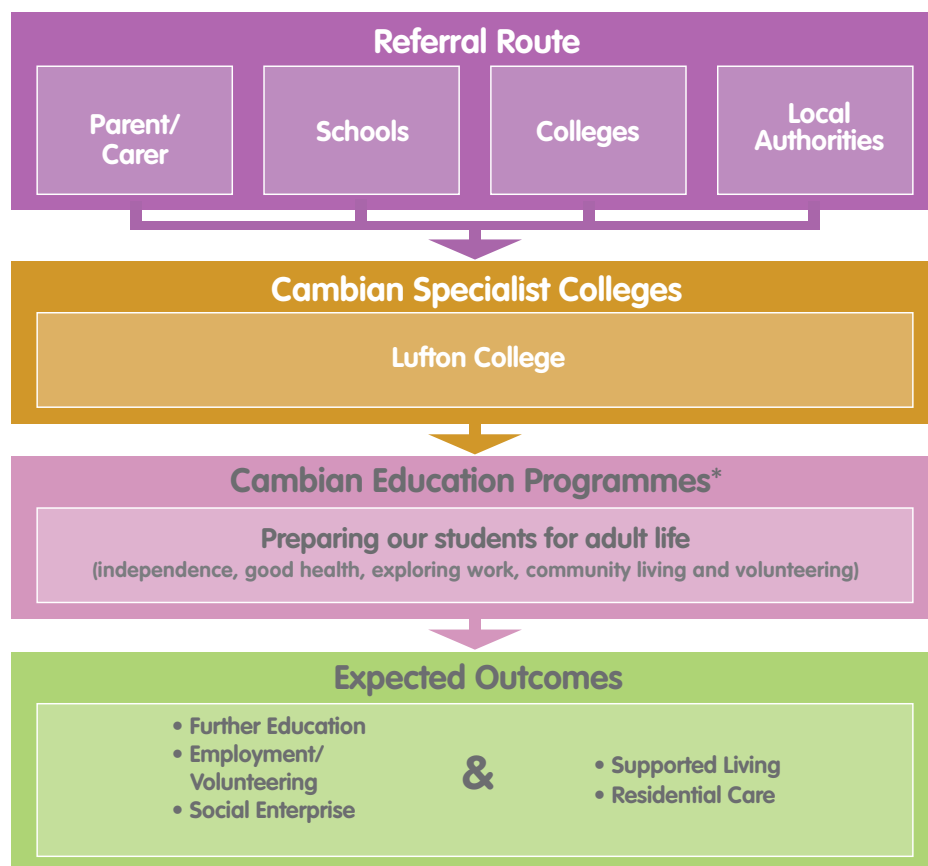 Referral Route
Parent/
Carer
Schools
Colleges
Local
Authorities
Cambian Specialist Colleges
Lufton College
Cambian Education Programmes*
Preparing our students for adult life
(independence, good health, exploring work, community living and volunteering)
Expected Outcomes
• Further Education
• Employment/
Volunteering
• Social Enterprise
&
• Supported Living
• Residential Care